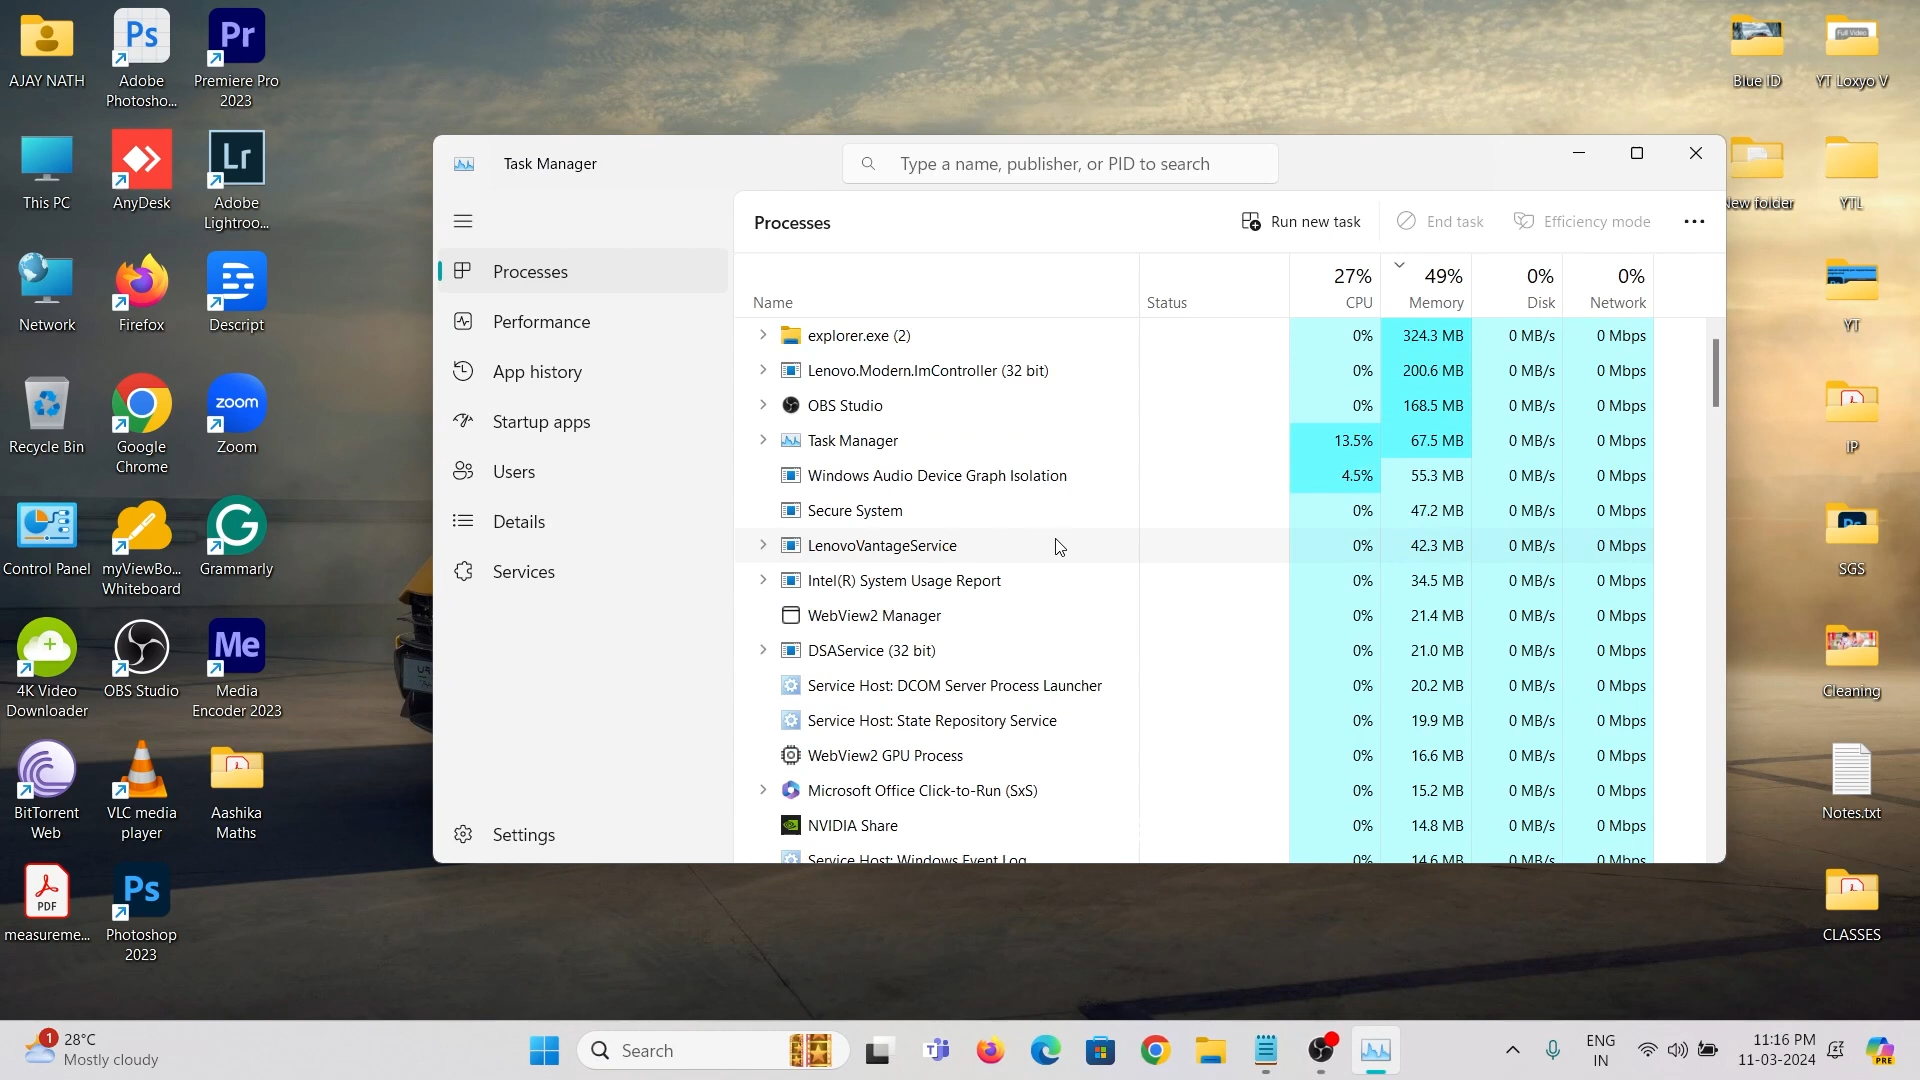 AJAY NATH
Ps
Adobe
Photosho...
Pr
Premiere Pro
2023
This PC
AnyDesk
Lr
Adobe
Lightroo...
Network
Firefox
Descript
Recycle Bin
Google
Chrome
zoom
Zoom
Control Panel
myViewBo...
Whiteboard
Grammarly
4K Video
Downloader
OBS Studio
Me
Media
Encoder 2023
BitTorrent
Web
VLC media
player
Aashika
Maths
PDF
measureme...
Ps
Photoshop
2023
Task Manager
Type a name, publisher, or PID to search
Processes
Performance
App history
Startup apps
Users
Details
Services
Settings
Processes
Run new task
End task
Efficiency mode
27% 49% 0% 0%
Name Status CPU Memory Disk Network
explorer.exe (2) 0% 324.3 MB 0 MB/s 0 Mbps
Lenovo.Modern.ImController (32 bit) 0% 200.6 MB 0 MB/s 0 Mbps
OBS Studio 0% 168.5 MB 0 MB/s 0 Mbps
Task Manager 13.5% 67.5 MB 0 MB/s 0 Mbps
Windows Audio Device Graph Isolation 4.5% 55.3 MB 0 MB/s 0 Mbps
Secure System 0% 47.2 MB 0 MB/s 0 Mbps
LenovoVantageService 0% 42.3 MB 0 MB/s 0 Mbps
Intel(R) System Usage Report 0% 34.5 MB 0 MB/s 0 Mbps
WebView2 Manager 0% 21.4 MB 0 MB/s 0 Mbps
DSAService (32 bit) 0% 21.0 MB 0 MB/s 0 Mbps
Service Host: DCOM Server Process Launcher 0% 20.2 MB 0 MB/s 0 Mbps
Service Host: State Repository Service 0% 19.9 MB 0 MB/s 0 Mbps
WebView2 GPU Process 0% 16.6 MB 0 MB/s 0 Mbps
Microsoft Office Click-to-Run (SxS) 0% 15.2 MB 0 MB/s 0 Mbps
NVIDIA Share 0% 14.8 MB 0 MB/s 0 Mbps
Service Host: Windows Event Log 0% 14.6 MB 0 MB/s 0 Mbps
Blue ID
Full Video
YT Loxyo V
New folder
YTL
YT
IP
Ps
SGS
Cleaning
Notes.txt
CLASSES
1
28°C
Mostly cloudy
Search
ENG
IN
11:16 PM
11-03-2024
PRE